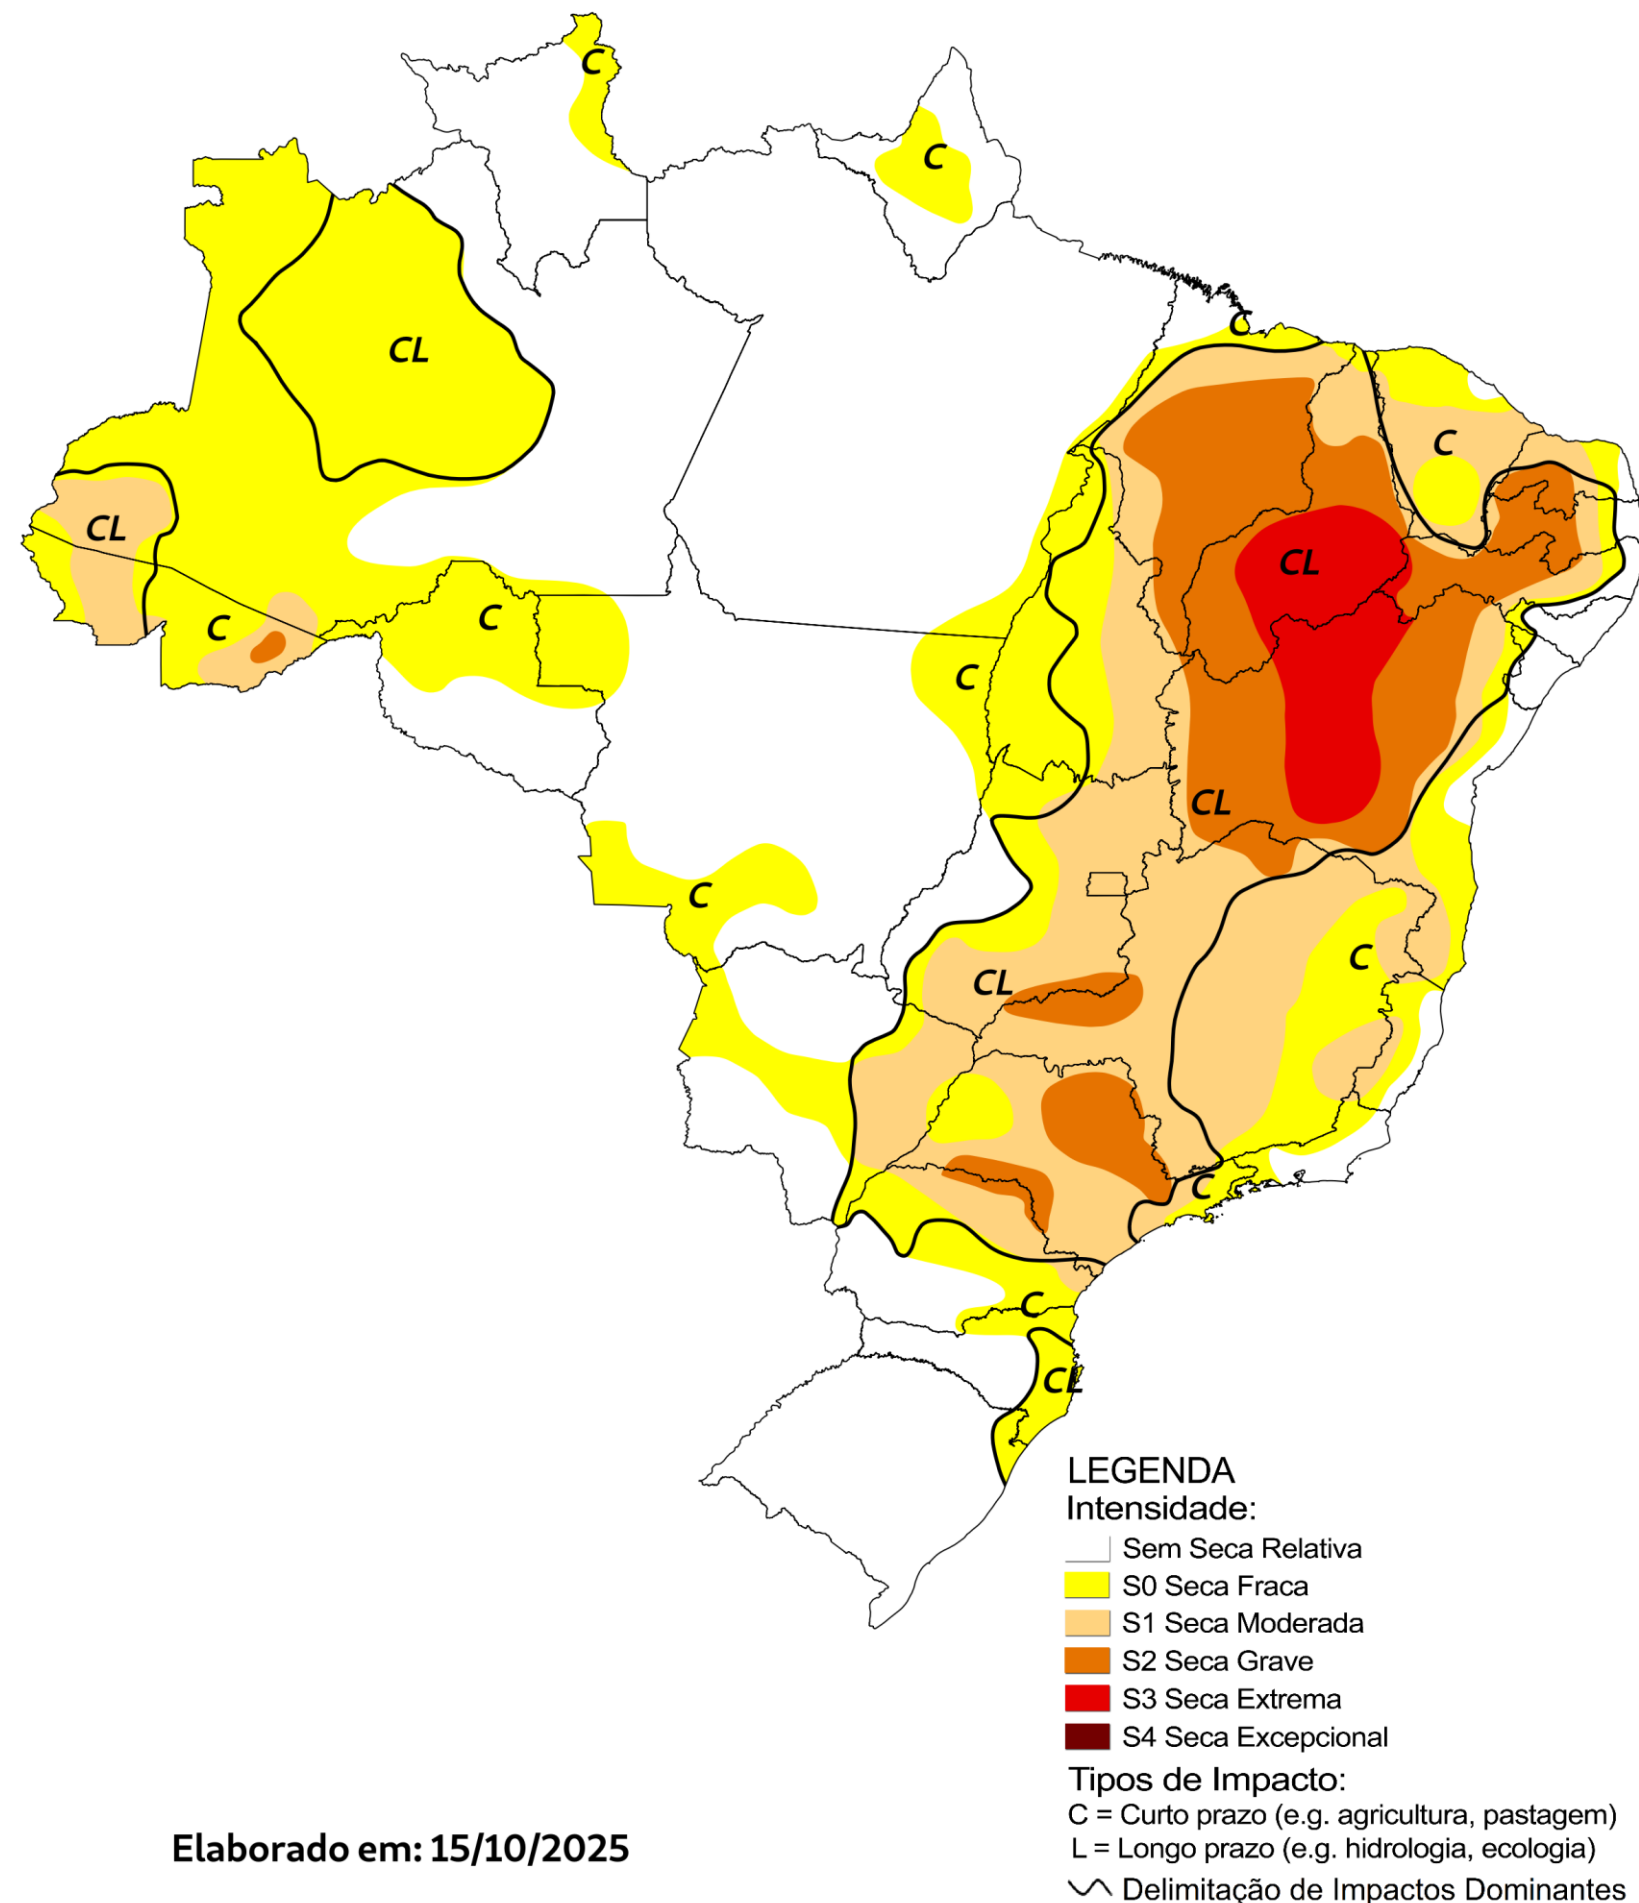 C
C
C
CL
C
CL
C
C
CL
C
C
CL
C
C
CL
C
C
CL
LEGENDA
Intensidade:
Sem Seca Relativa
S0 Seca Fraca
S1 Seca Moderada
S2 Seca Grave
S3 Seca Extrema
S4 Seca Excepcional
Tipos de Impacto:
C = Curto prazo (e.g. agricultura, pastagem)
L = Longo prazo (e.g. hidrologia, ecologia)
Delimitação de Impactos Dominantes
Elaborado em: 15/10/2025